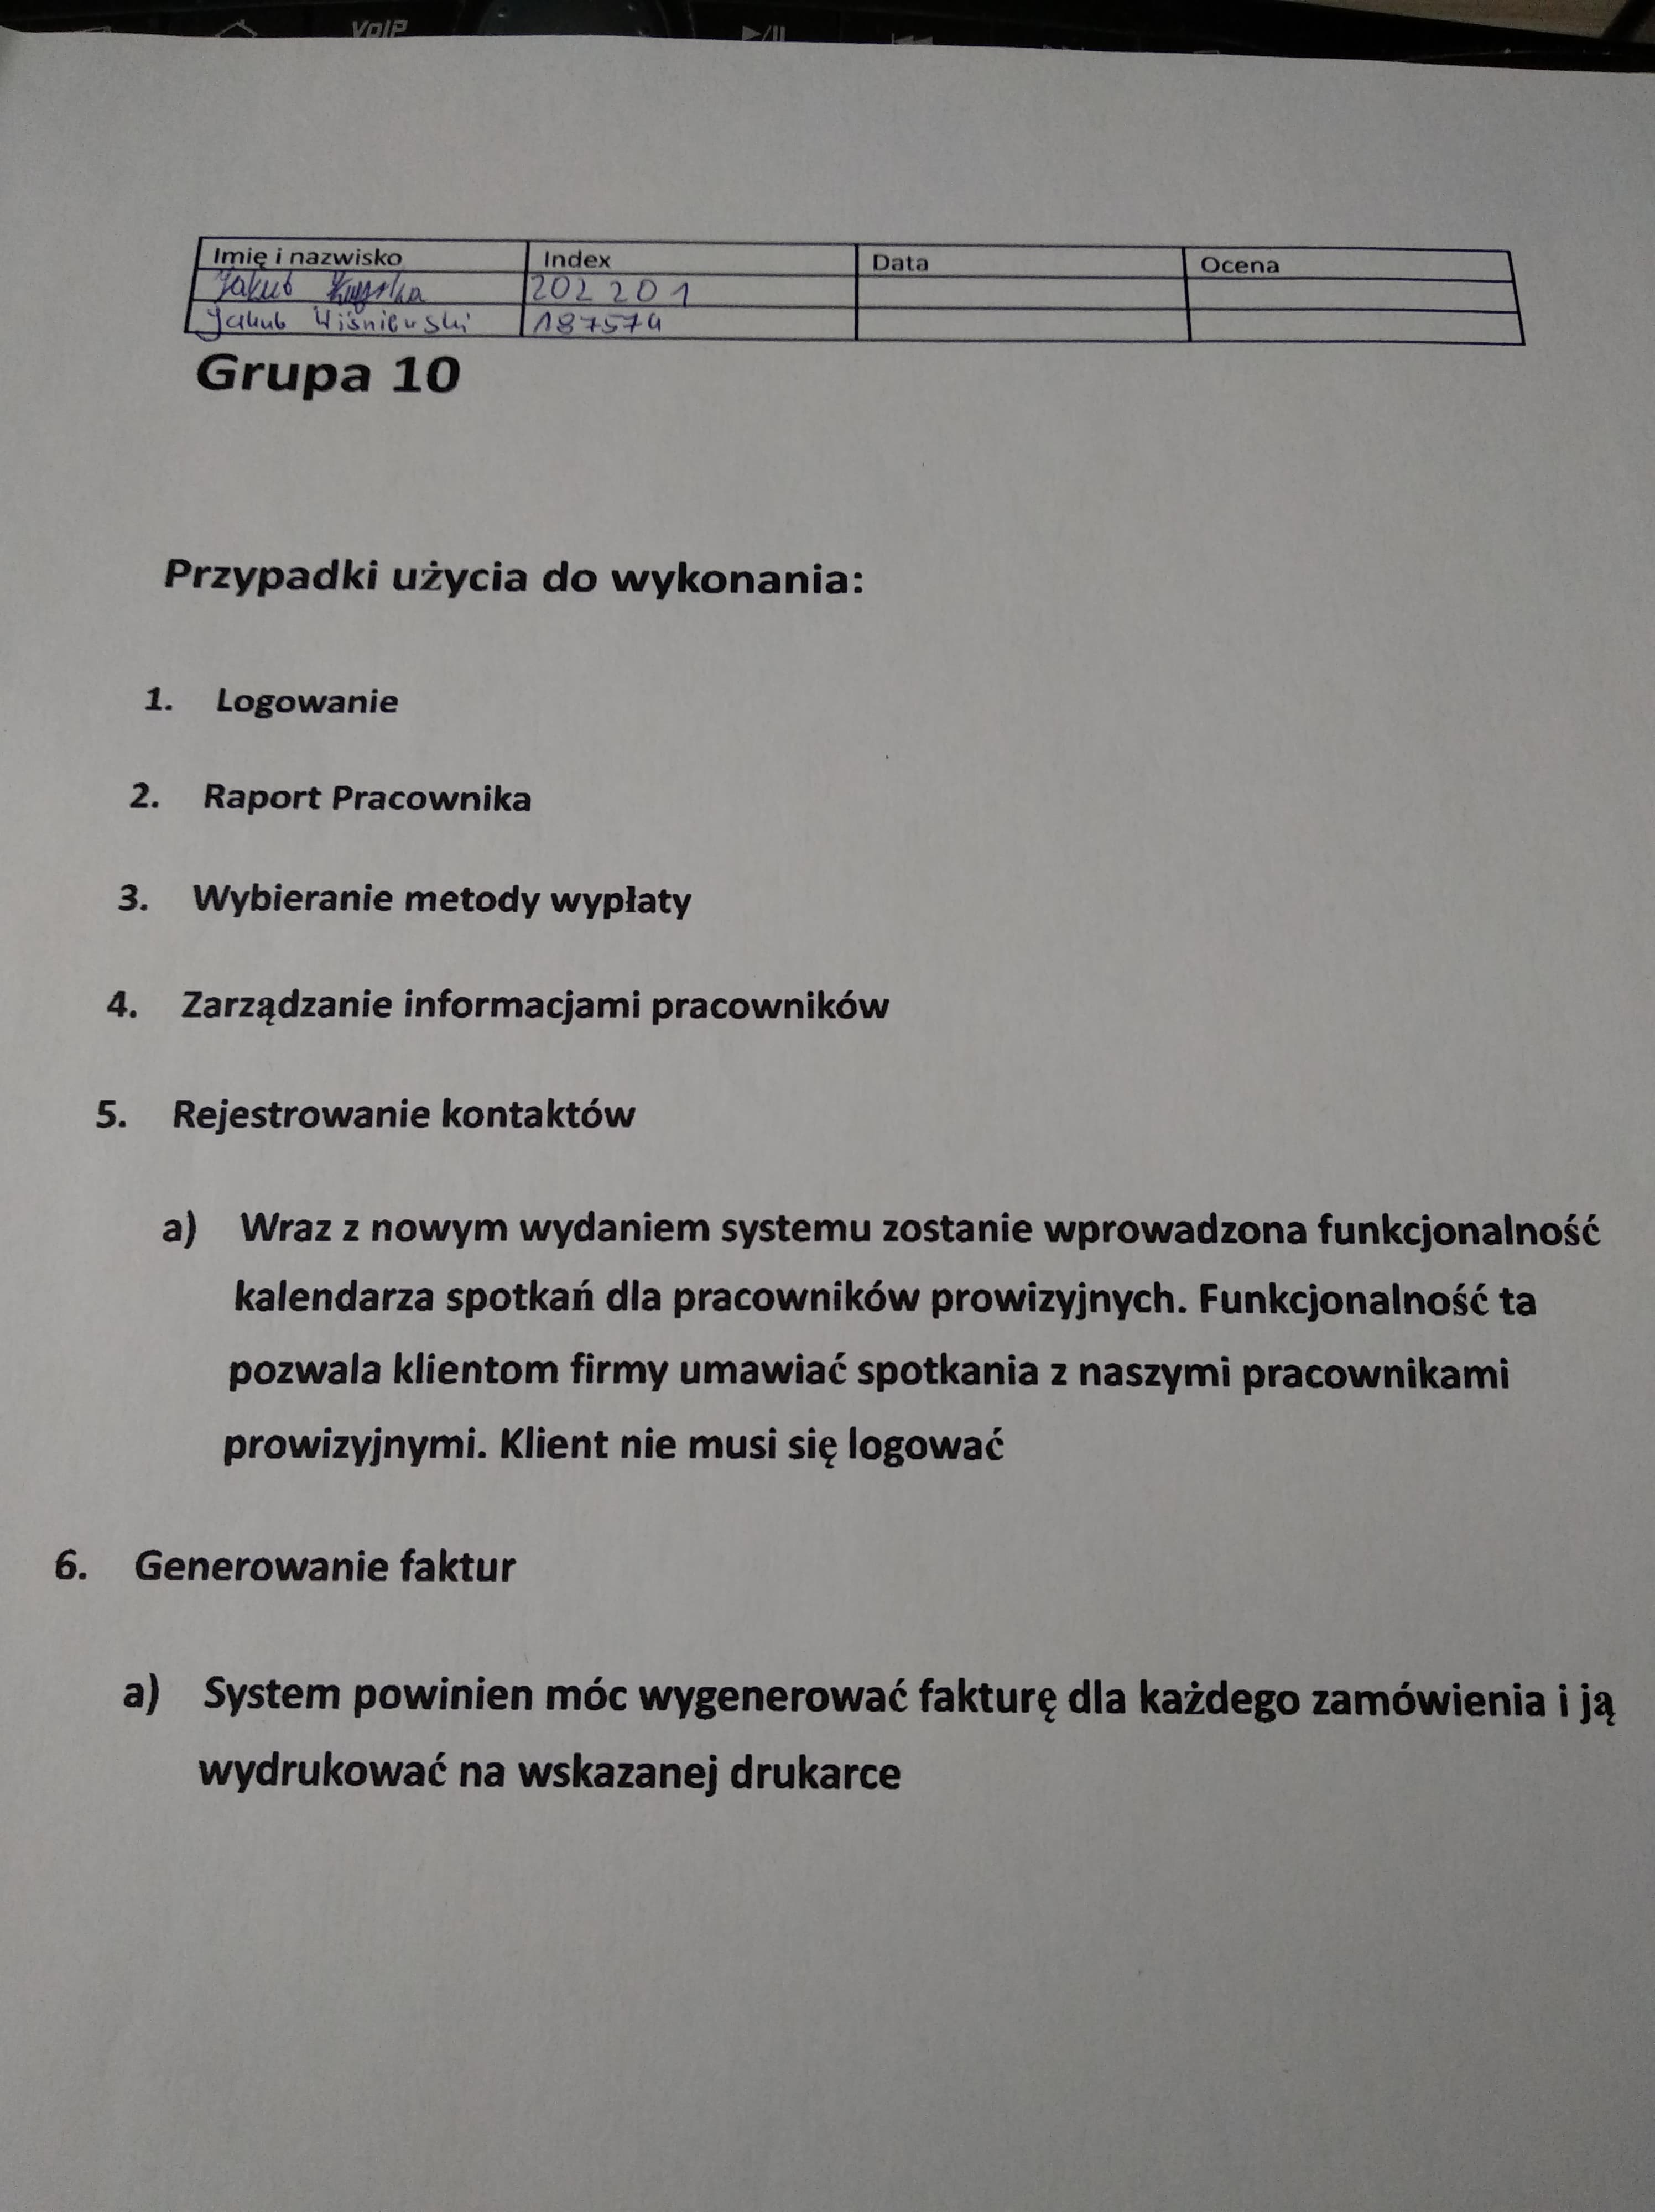 VoIP
Imię i nazwisko Index Data Ocena
Jakub 202 201
Jakub Wiśniewski 187574
Grupa 10
Przypadki użycia do wykonania:
1. Logowanie
2. Raport Pracownika
3. Wybieranie metody wypłaty
4. Zarządzanie informacjami pracowników
5. Rejestrowanie kontaktów
a) Wraz z nowym wydaniem systemu zostanie wprowadzona funkcjonalność
kalendarza spotkań dla pracowników prowizyjnych. Funkcjonalność ta
pozwala klientom firmy umawiać spotkania z naszymi pracownikami
prowizyjnymi. Klient nie musi się logować
6. Generowanie faktur
a) System powinien móc wygenerować fakturę dla każdego zamówienia i ją
wydrukować na wskazanej drukarce